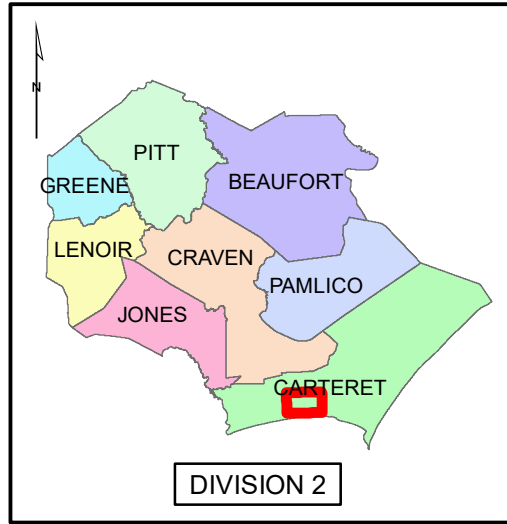 N
PITT
GREENE
BEAUFORT
LENOIR
CRAVEN
PAMLICO
JONES
CARTERET
DIVISION 2